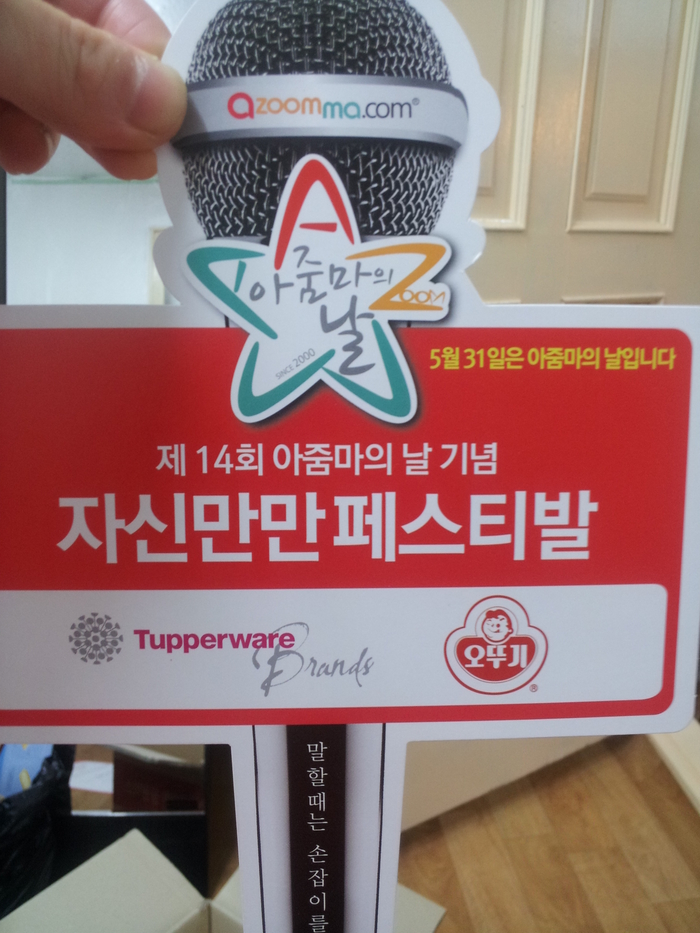 azoomma.com®
A
ZOOM
아줌마의
날
SINCE 2000
5월 31일은 아줌마의 날입니다
제 14회 아줌마의 날 기념
자신만만 페스티발
Tupperware
Brands
오뚜기®
말할때는 손잡이를